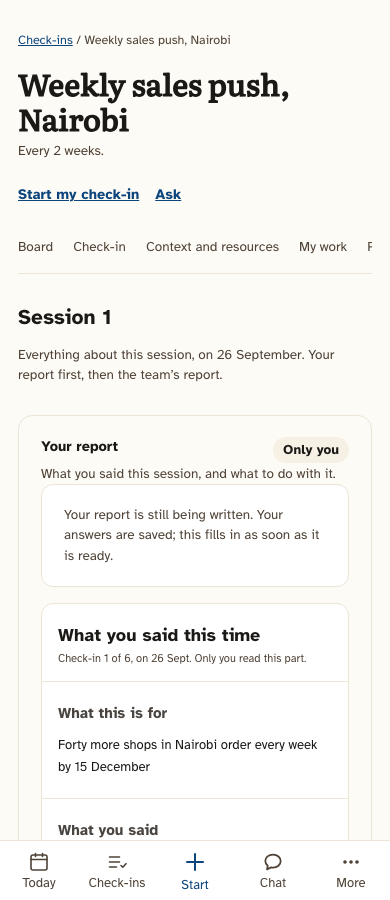 Check-ins / Weekly sales push, Nairobi
Weekly sales push,
Nairobi
Every 2 weeks.
Start my check-in Ask
Board Check-in Context and resources My work
Session 1
Everything about this session, on 26 September. Your
report first, then the team’s report.
Your report Only you
What you said this session, and what to do with it.
Your report is still being written. Your
answers are saved; this fills in as soon as it
is ready.
What you said this time
Check-in 1 of 6, on 26 Sept. Only you read this part.
What this is for
Forty more shops in Nairobi order every week
by 15 December
What you said
Today Check-ins Start Chat More